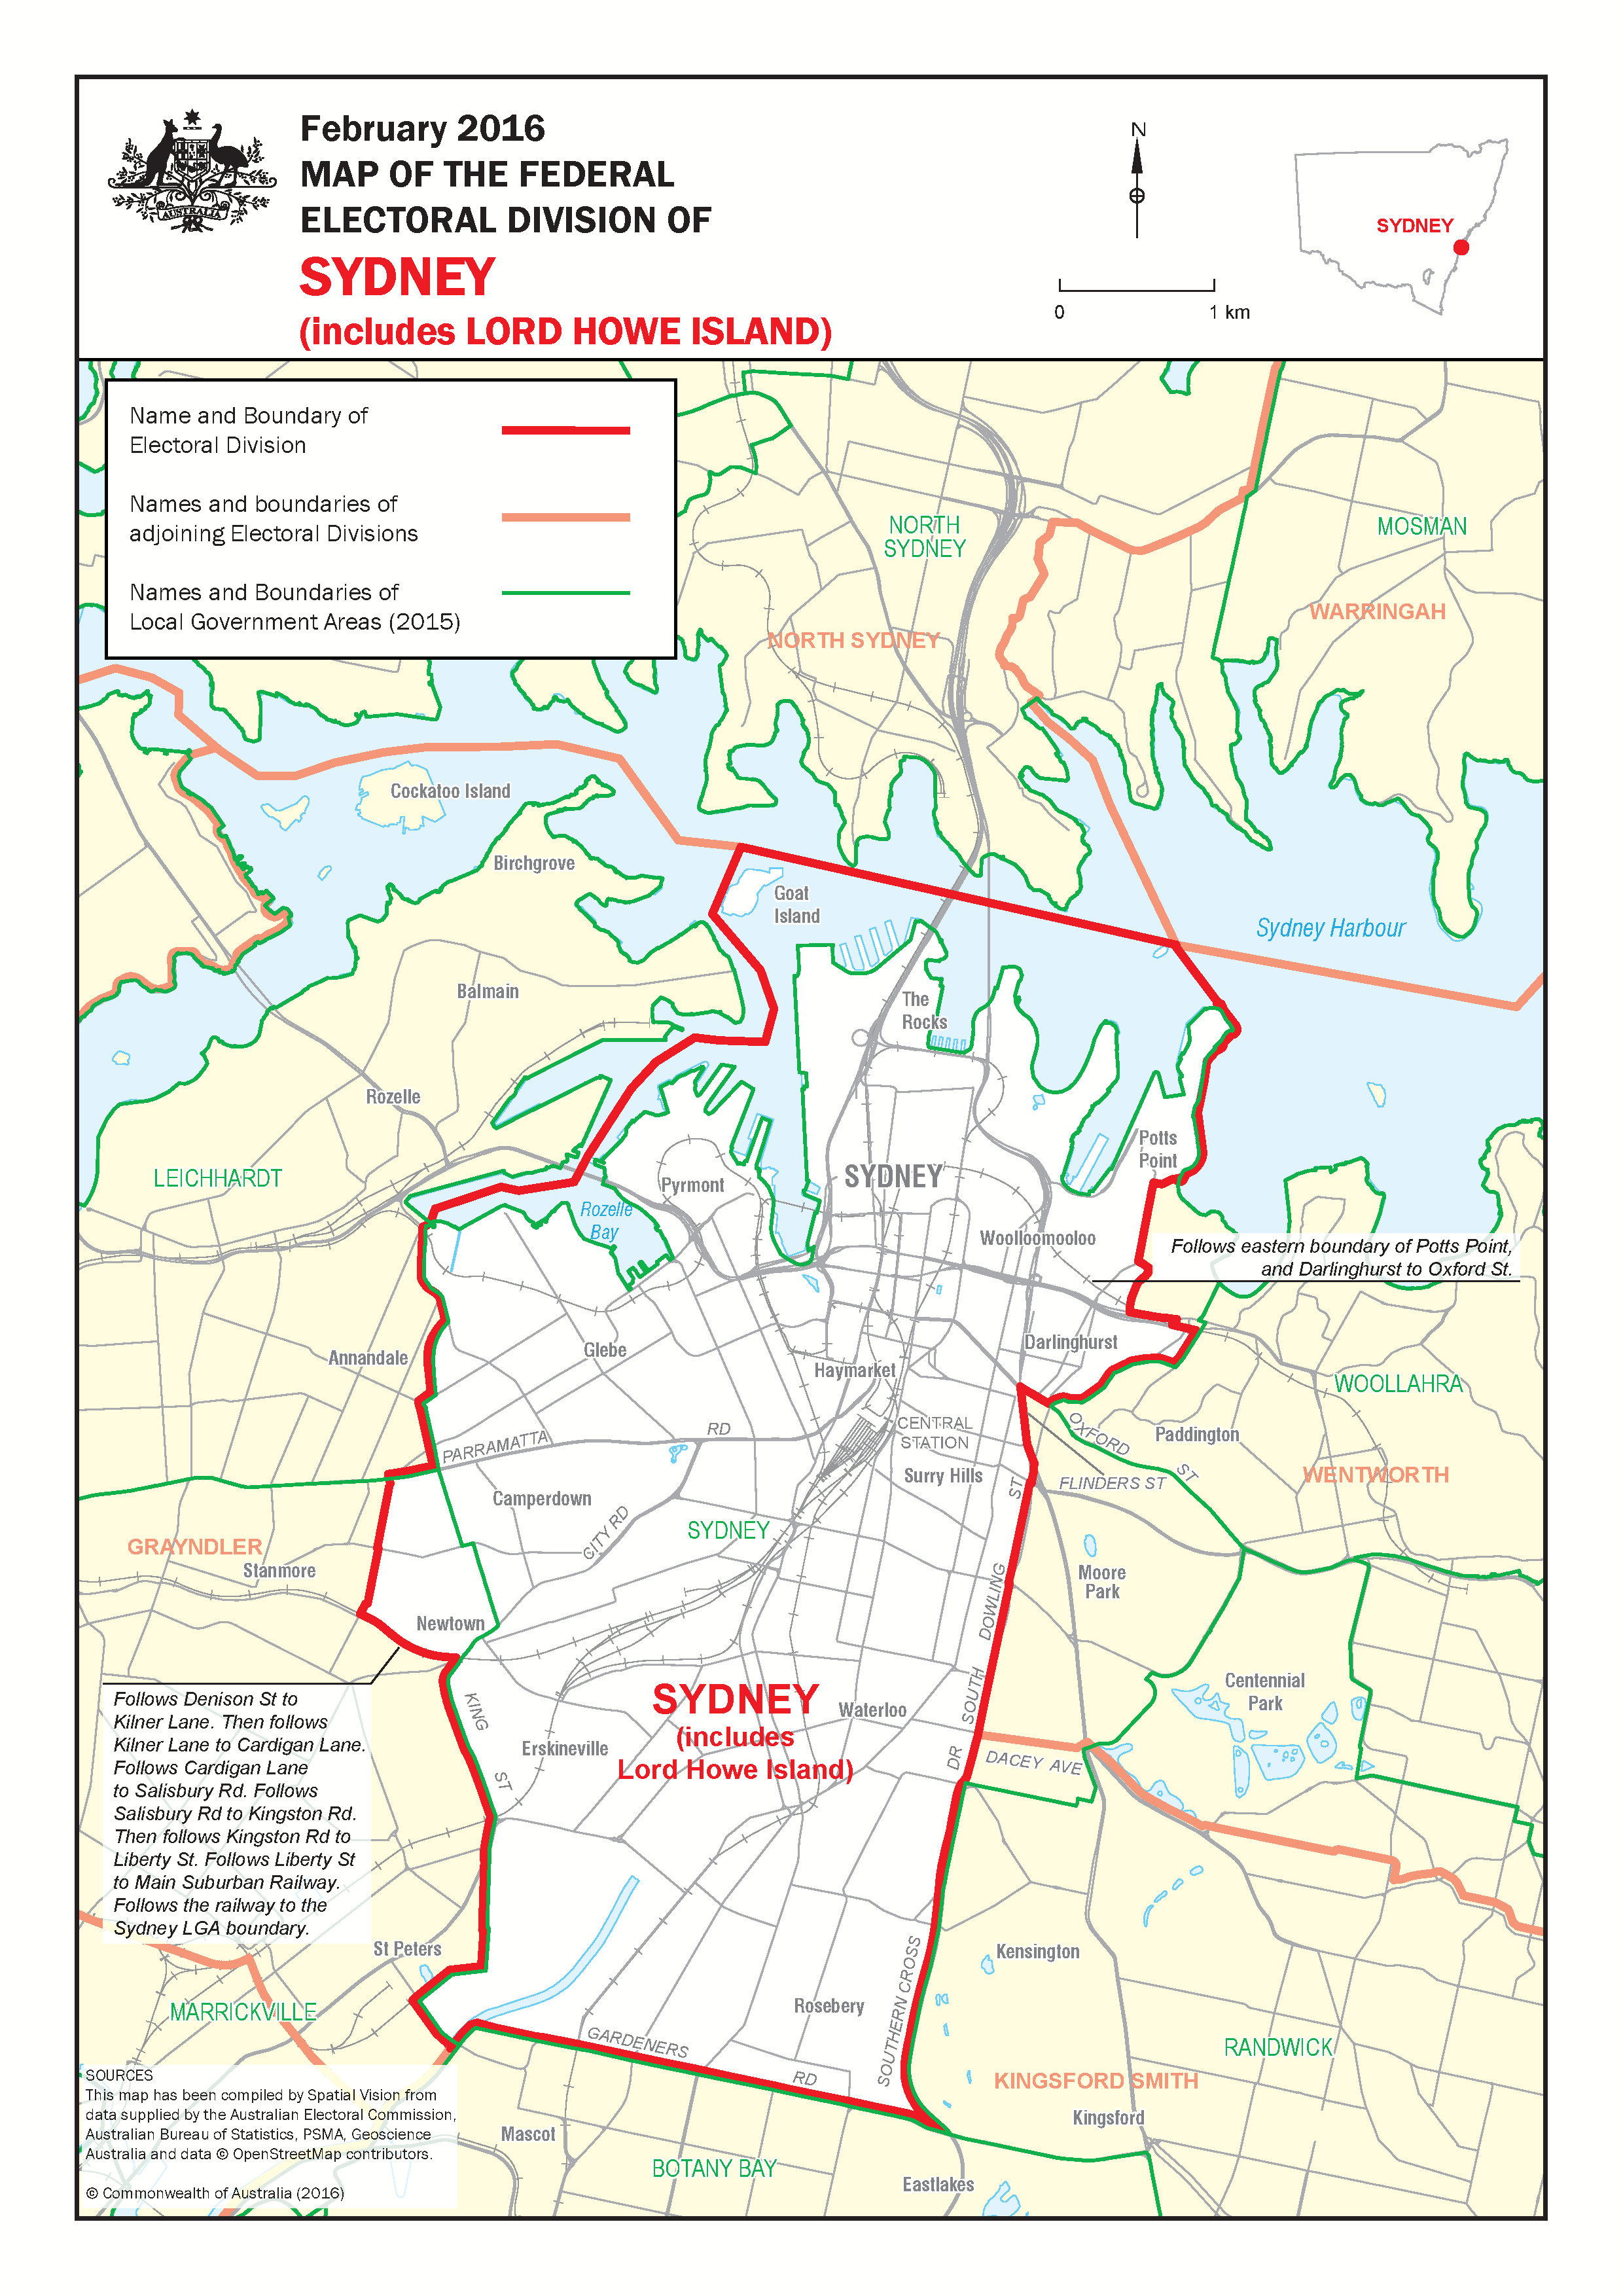 February 2016
MAP OF THE FEDERAL
ELECTORAL DIVISION OF
SYDNEY
(includes LORD HOWE ISLAND)
AUSTRALIA
N
0 1 km
SYDNEY
Name and Boundary of
Electoral Division
Names and boundaries of
adjoining Electoral Divisions
Names and Boundaries of
Local Government Areas (2015)
NORTH
SYDNEY
MOSMAN
WARRINGAH
NORTH SYDNEY
Cockatoo Island
Birchgrove
Goat
Island
Sydney Harbour
Balmain
The
Rocks
Rozelle
Potts
Point
LEICHHARDT
SYDNEY
Pyrmont
Rozelle
Bay
Woolloomooloo
Follows eastern boundary of Potts Point,
and Darlinghurst to Oxford St.
Darlinghurst
Glebe
Annandale
Haymarket
WOOLLAHRA
CENTRAL
STATION
OXFORD
ST
Paddington
PARRAMATTA
RD
Surry Hills
FLINDERS ST
WENTWORTH
ST
Camperdown
CITY RD
SYDNEY
GRAYNDLER
Stanmore
Moore
Park
DOWLING
Newtown
SOUTH
Centennial
Park
Follows Denison St to
Kilner Lane. Then follows
Kilner Lane to Cardigan Lane.
Follows Cardigan Lane
to Salisbury Rd. Follows
Salisbury Rd to Kingston Rd.
Then follows Kingston Rd to
Liberty St. Follows Liberty St
to Main Suburban Railway.
Follows the railway to the
Sydney LGA boundary.
KING
ST
SYDNEY
(includes
Lord Howe Island)
Waterloo
Erskineville
DR
DACEY AVE
St Peters
Kensington
SOUTHERN CROSS
Rosebery
MARRICKVILLE
GARDENERS
RD
RANDWICK
KINGSFORD SMITH
Kingsford
Mascot
BOTANY BAY
Eastlakes
SOURCES
This map has been compiled by Spatial Vision from
data supplied by the Australian Electoral Commission,
Australian Bureau of Statistics, PSMA, Geoscience
Australia and data © OpenStreetMap contributors.
© Commonwealth of Australia (2016)